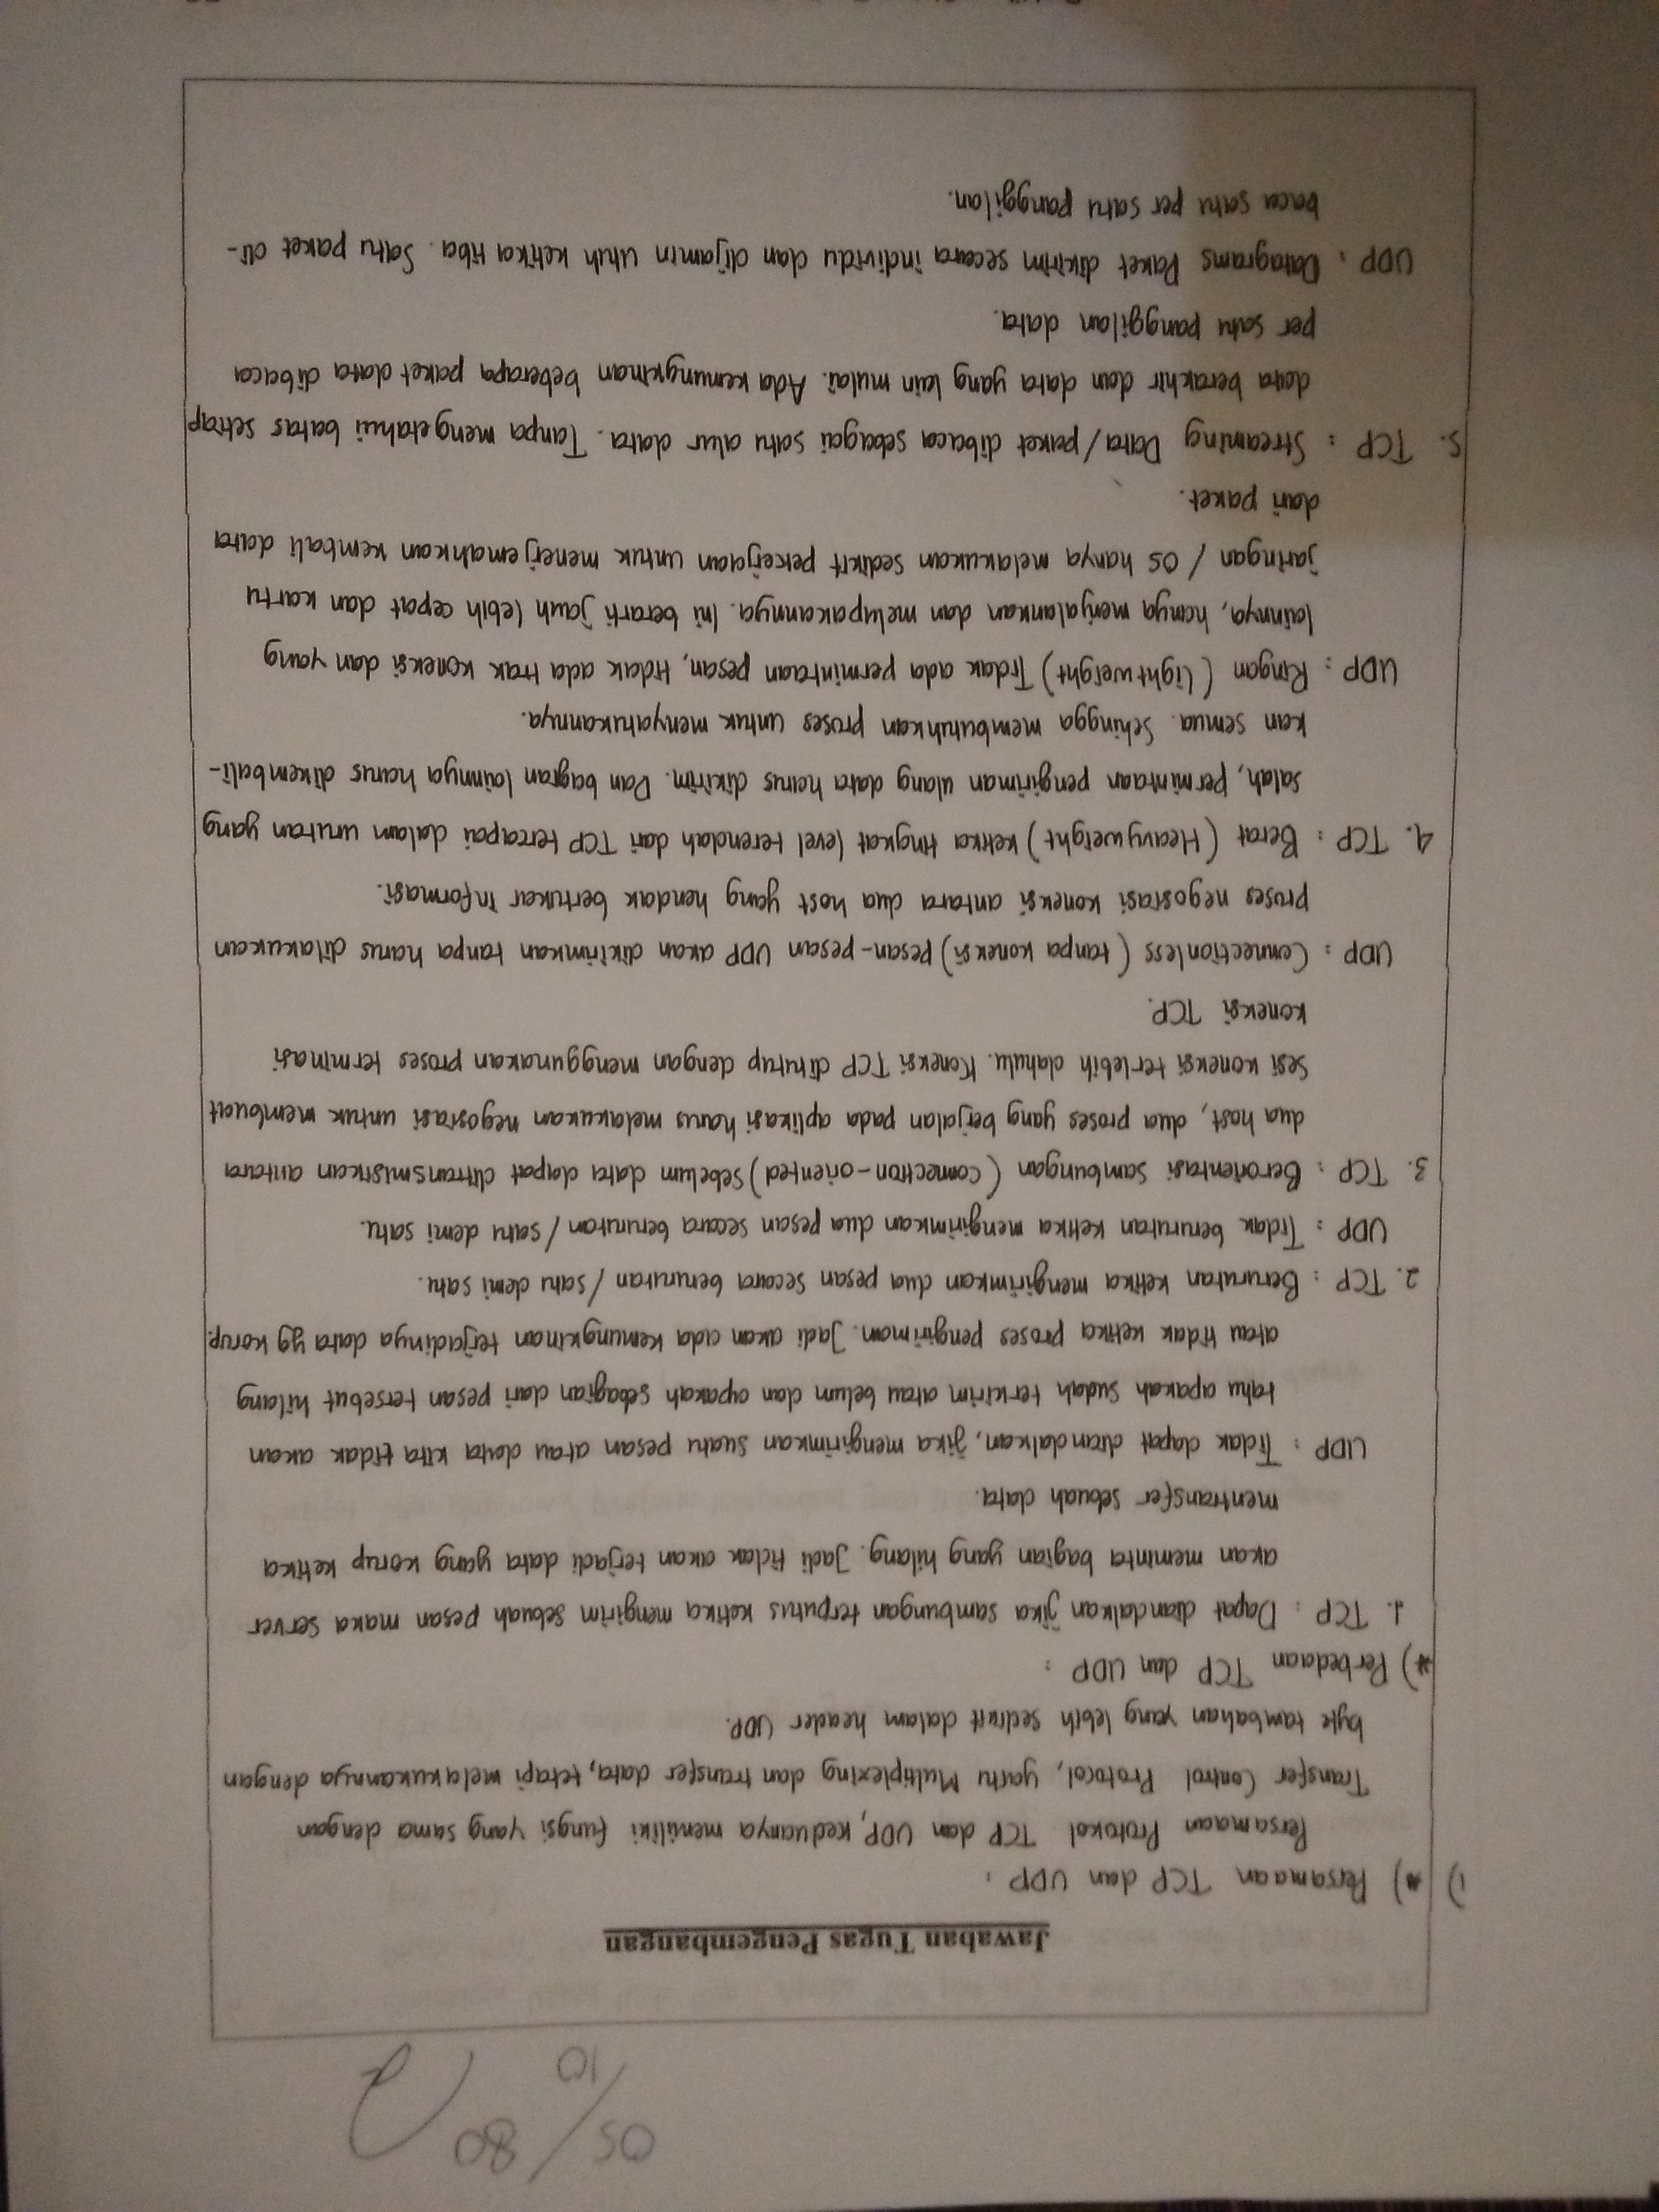 05/10 80
Jawaban Tugas Pengembangan
1) *) Persamaan TCP dan UDP :
Persamaan Protokol TCP dan UDP, keduanya memiliki fungsi yang sama dengan
Transfer Control Protocol, yaitu Multiplexing dan transfer data, tetapi melakukannya dengan
byte tambahan yang lebih sedikit dalam header UDP.
*) Perbedaan TCP dan UDP :
1. TCP : Dapat diandalkan jika sambungan terputus ketika mengirim sebuah pesan maka server
akan meminta bagian yang hilang. Jadi tidak akan terjadi data yang korup ketika
mentransfer sebuah data.
UDP : Tidak dapat diandalkan, jika mengirimkan suatu pesan atau data kita tidak akan
tahu apakah sudah terkirim atau belum dan apakah sebagian dari pesan tersebut hilang
atau tidak ketika proses pengiriman. Jadi akan ada kemungkinan terjadinya data yg korup.
2. TCP : Berurutan ketika mengirimkan dua pesan secara berurutan / satu demi satu.
UDP : Tidak berurutan ketika mengirimkan dua pesan secara berurutan / satu demi satu.
3. TCP : Berorientasi sambungan (connection-oriented) sebelum data dapat ditransmisikan antara
dua host, dua proses yang berjalan pada aplikasi harus melakukan negosiasi untuk membuat
sesi koneksi terlebih dahulu. Koneksi TCP ditutup dengan menggunakan proses terminasi
koneksi TCP.
UDP : Connectionless (tanpa koneksi) pesan-pesan UDP akan dikirimkan tanpa harus dilakukan
proses negosiasi koneksi antara dua host yang hendak bertukar informasi.
4. TCP : Berat (Heavyweight) ketika tingkat level terendah dari TCP tercapai dalam urutan yang
salah, permintaan pengiriman ulang data harus dikirim. Dan bagian lainnya harus dikembali-
kan semua. Sehingga membutuhkan proses untuk menyatukannya.
UDP : Ringan (lightweight) Tidak ada permintaan pesan, tidak ada trak koneksi dan yang
lainnya, hanya menjalankan dan melupakannya. Ini berarti jauh lebih cepat dan kartu
jaringan / OS hanya melakukan sedikit pekerjaan untuk menerjemahkan kembali data
dari paket.
5. TCP : Streaming Data/paket dibaca sebagai satu alur data. Tanpa mengetahui batas setiap
data berakhir dan data yang lain mulai. Ada kemungkinan beberapa paket data dibaca
per satu panggilan data.
UDP : Datagrams Paket dikirim secara individu dan dijamin utuh ketika tiba. Satu paket di-
baca satu per satu panggilan.